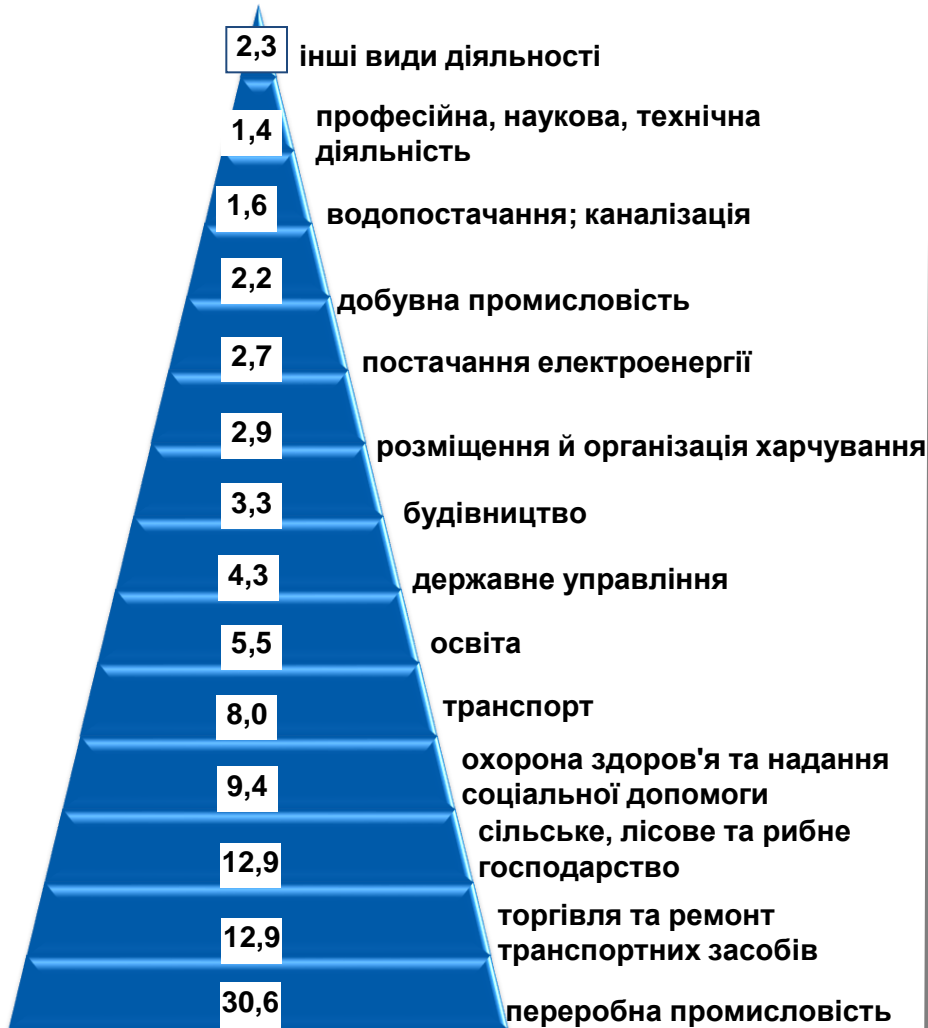 2,3
інші види діяльності
1,4
професійна, наукова, технічна
діяльність
1,6
водопостачання; каналізація
2,2
добувна промисловість
2,7
постачання електроенергії
2,9
розміщення й організація харчування
3,3
будівництво
4,3
державне управління
5,5
освіта
8,0
транспорт
9,4
охорона здоров'я та надання
соціальної допомоги
12,9
сільське, лісове та рибне
господарство
12,9
торгівля та ремонт
транспортних засобів
30,6
переробна промисловість